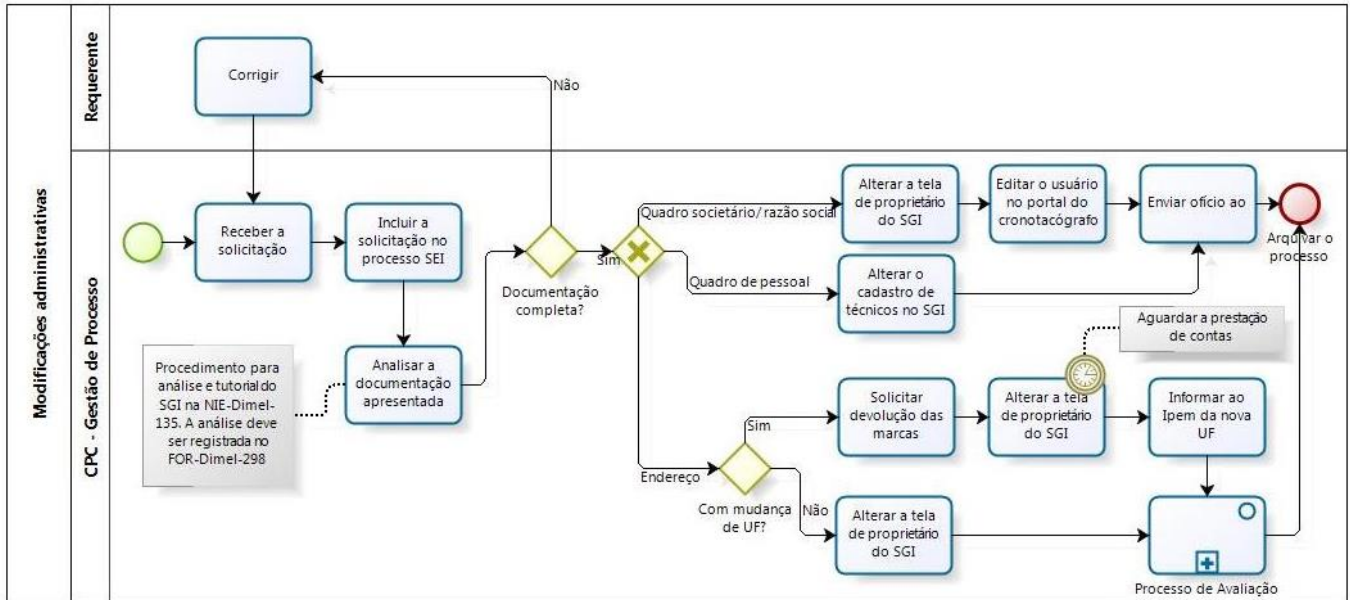 Modificações administrativas
Requerente
CPC - Gestão de Processo
Corrigir
Não
Receber a
solicitação
Incluir a
solicitação no
processo SEI
Analisar a
documentação
apresentada
Procedimento para
análise e tutorial do
SGI na NIE-Dimel-
135. A análise deve
ser registrada no
FOR-Dimel-298
Documentação
completa?
Sim
Quadro societário/ razão social
Alterar a tela
de proprietário
do SGI
Editar o usuário
no portal do
cronotacógrafo
Enviar ofício ao
Arquivar o
processo
Quadro de pessoal
Alterar o
cadastro de
técnicos no SGI
Aguardar a prestação
de contas
Endereço
Com mudança
de UF?
Sim
Solicitar
devolução das
marcas
Alterar a tela
de proprietário
do SGI
Informar ao
Ipem da nova
UF
Não
Alterar a tela
de proprietário
do SGI
Processo de Avaliação